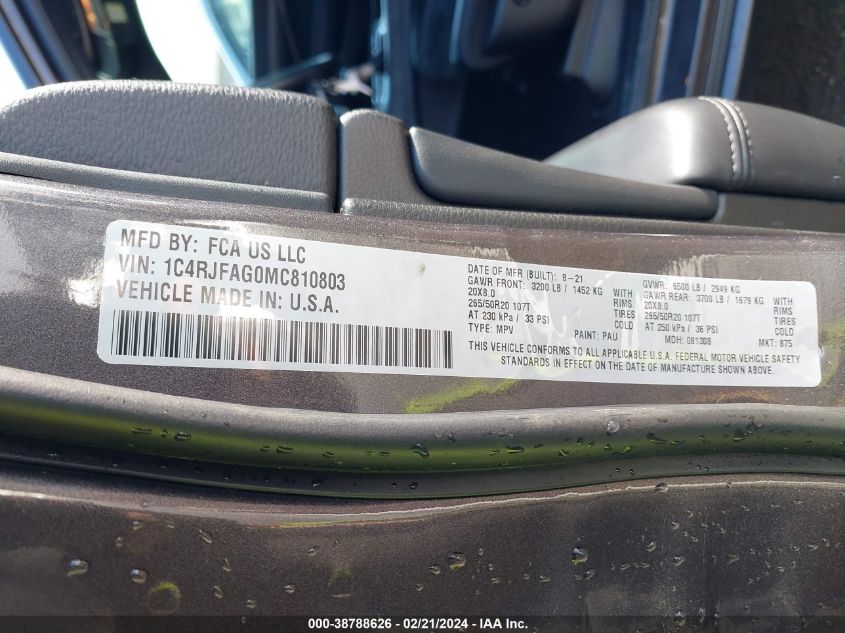 MFD BY: FCA US LLC
VIN: 1C4RJFAG0MC810803
VEHICLE MADE IN: U.S.A.
DATE OF MFR (BUILT): 8-21 GVWR: 6500 LB / 2949 KG
GAWR FRONT: 3200 LB / 1452 KG WITH GAWR REAR: 3700 LB / 1679 KG WITH
20X8.0 RIMS 20X8.0 RIMS
265/50R20 107T TIRES 265/50R20 107T TIRES
AT 230 kPa / 33 PSI COLD AT 250 kPa / 36 PSI COLD
TYPE: MPV PAINT: PAU MDH: 081308 MKT: 875
THIS VEHICLE CONFORMS TO ALL APPLICABLE U.S.A. FEDERAL MOTOR VEHICLE SAFETY
STANDARDS IN EFFECT ON THE DATE OF MANUFACTURE SHOWN ABOVE.
000-38788626 - 02/21/2024 - IAA, Inc.